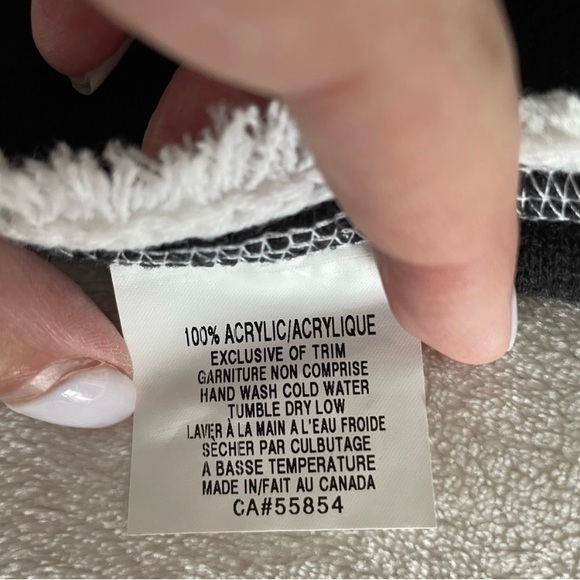 100% ACRYLIC/ACRYLIQUE
EXCLUSIVE OF TRIM
GARNITURE NON COMPRISE
HAND WASH COLD WATER
TUMBLE DRY LOW
LAVER À LA MAIN A L'EAU FROIDE
SÉCHER PAR CULBUTAGE
A BASSE TEMPERATURE
MADE IN/FAIT AU CANADA
CA#55854